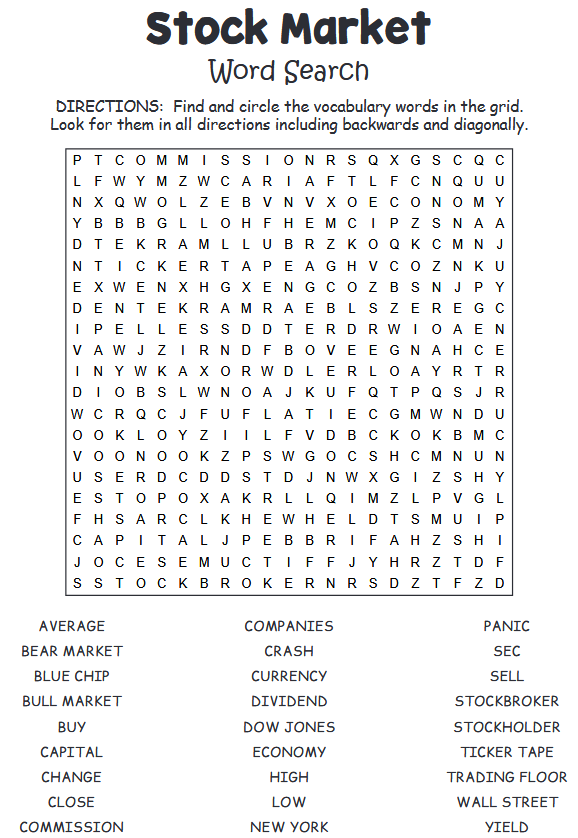 Stock Market
Word Search
DIRECTIONS: Find and circle the vocabulary words in the grid.
Look for them in all directions including backwards and diagonally.
P T C O M M I S S I O N R S Q X G S C Q C
L F W Y M Z W C A R I A F T L F C N Q U U
N X Q W O L Z E B V N V X O E C O N O M Y
Y B B B G L L O H F H E M C I P Z S N A A
D T E K R A M L L U B R Z K O Q K C M N J
N T I C K E R T A P E A G H V C O Z N K U
E X W E N X H G X E N G C O Z B S N J P Y
D E N T E K R A M R A E B L S Z E R E G C
I P E L L E S S D D T E R D R W I O A E N
V A W J Z I R N D F B O V E E G N A H C E
I N Y W K A X O R W D L E R L O A Y R T R
D I O B S L W N O A J K U F Q T P Q S J R
W C R Q C J F U F L A T I E C G M W N D U
O O K L O Y Z I I L F V D B C K O K B M C
V O O N O O K Z P S W G O C S H C M N U N
U S E R D C D D S T D J N W X G I Z S H Y
E S T O P O X A K R L L Q I M Z L P V G L
F H S A R C L K H E W H E L D T S M U I P
C A P I T A L J P E B B R I F A H Z S H I
J O C E S E M U C T I F F J Y H R Z T D F
S S T O C K B R O K E R N R S D Z T F Z D
AVERAGE COMPANIES PANIC
BEAR MARKET CRASH SEC
BLUE CHIP CURRENCY SELL
BULL MARKET DIVIDEND STOCKBROKER
BUY DOW JONES STOCKHOLDER
CAPITAL ECONOMY TICKER TAPE
CHANGE HIGH TRADING FLOOR
CLOSE LOW WALL STREET
COMMISSION NEW YORK YIELD